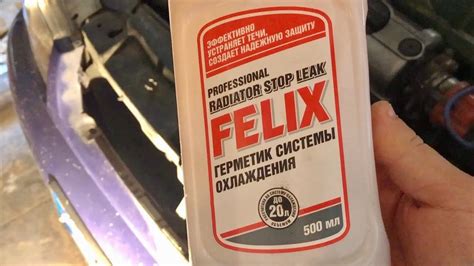 ЭФФЕКТИВНО
УСТРАНЯЕТ ТЕЧИ,
СОЗДАЕТ НАДЕЖНУЮ ЗАЩИТУ
PROFESSIONAL
RADIATOR STOP LEAK
FELIX
ГЕРМЕТИК СИСТЕМЫ
ОХЛАЖДЕНИЯ
ДО
20л
500 мл